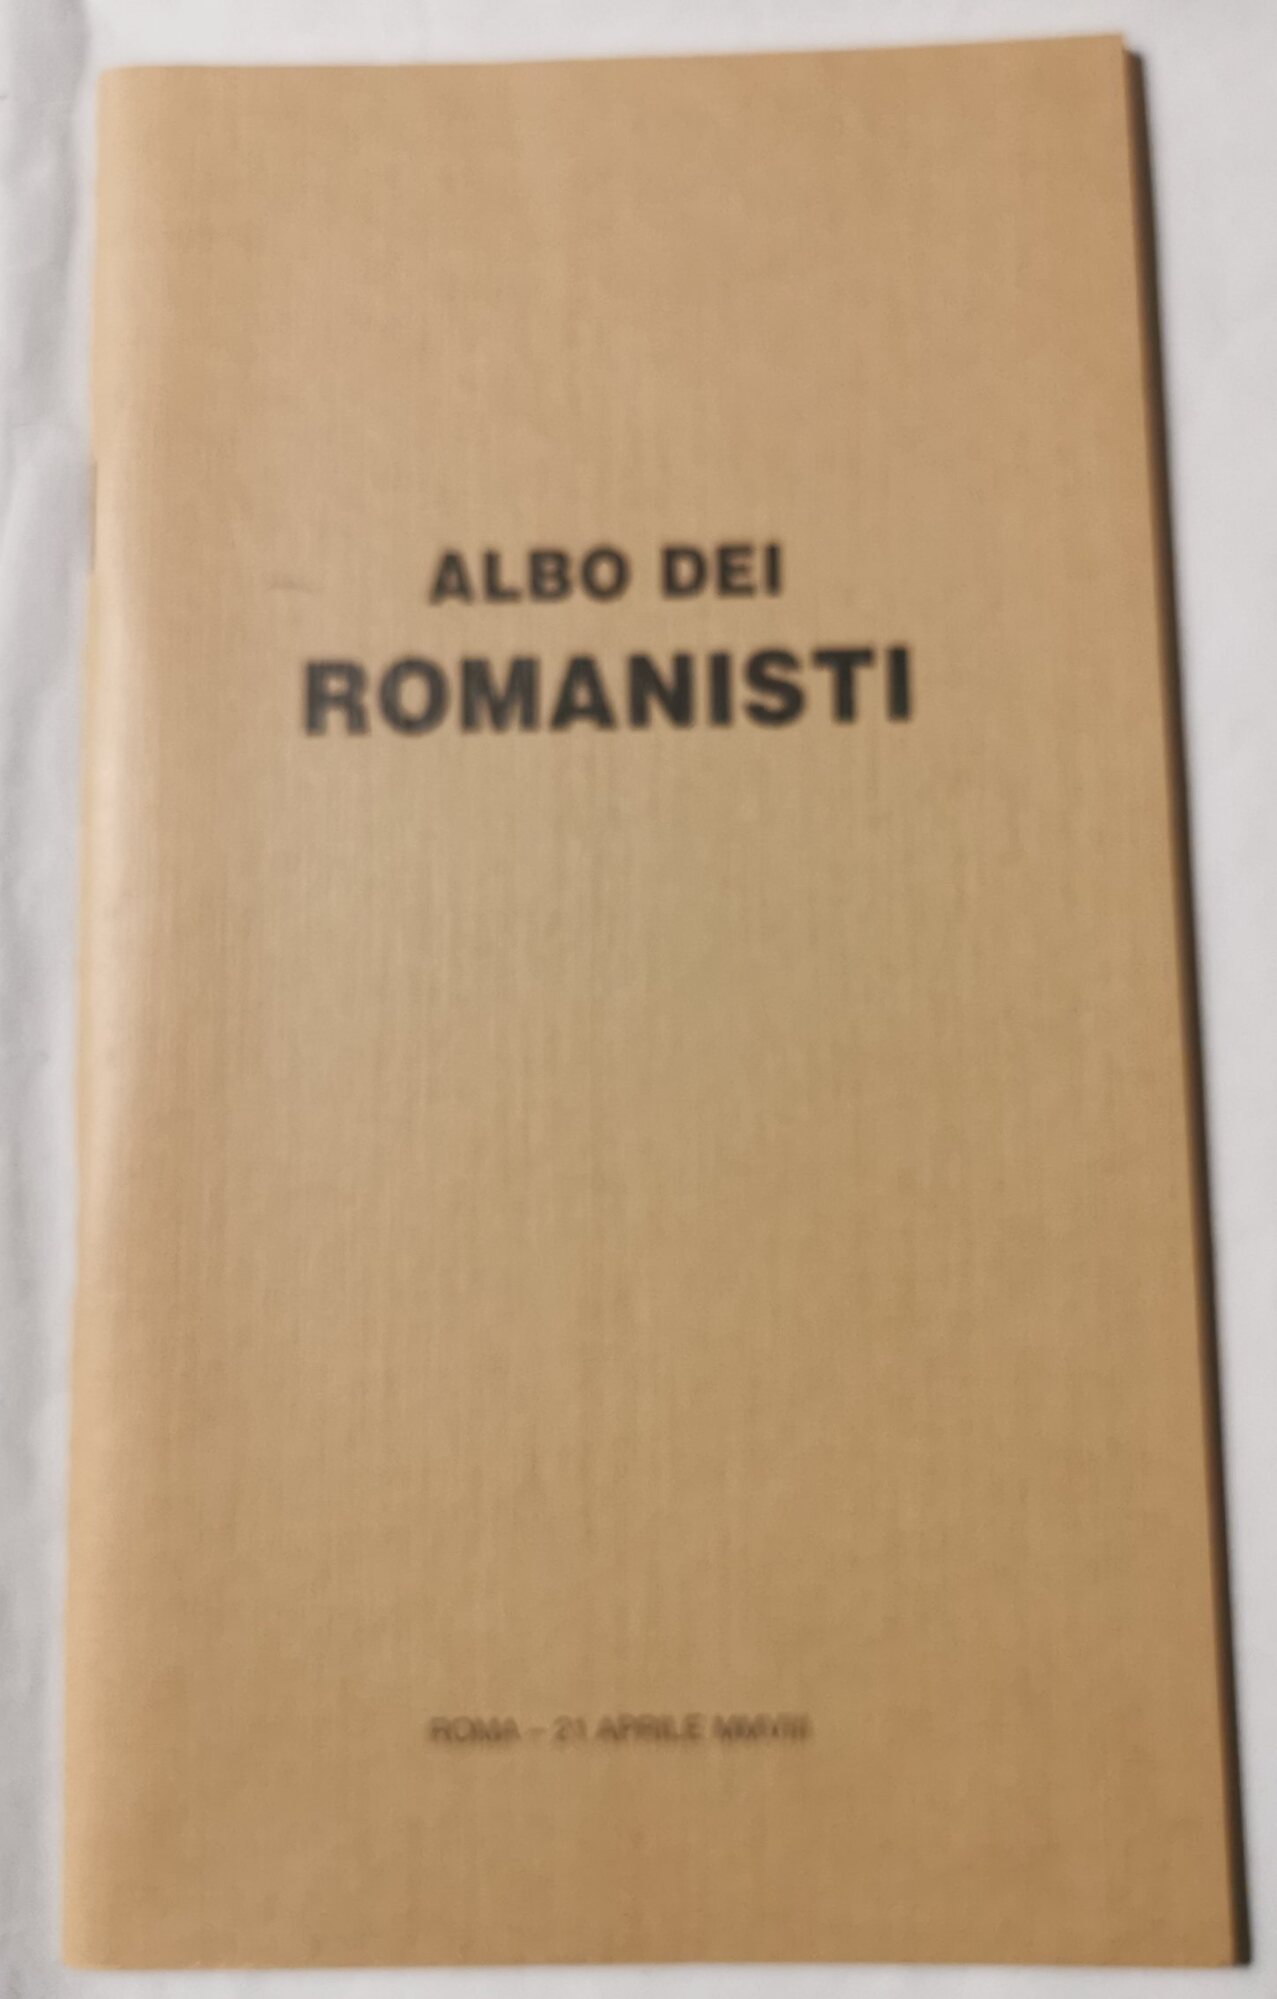 ALBO DEI
ROMANISTI
ROMA – 21 APRILE MMVIII